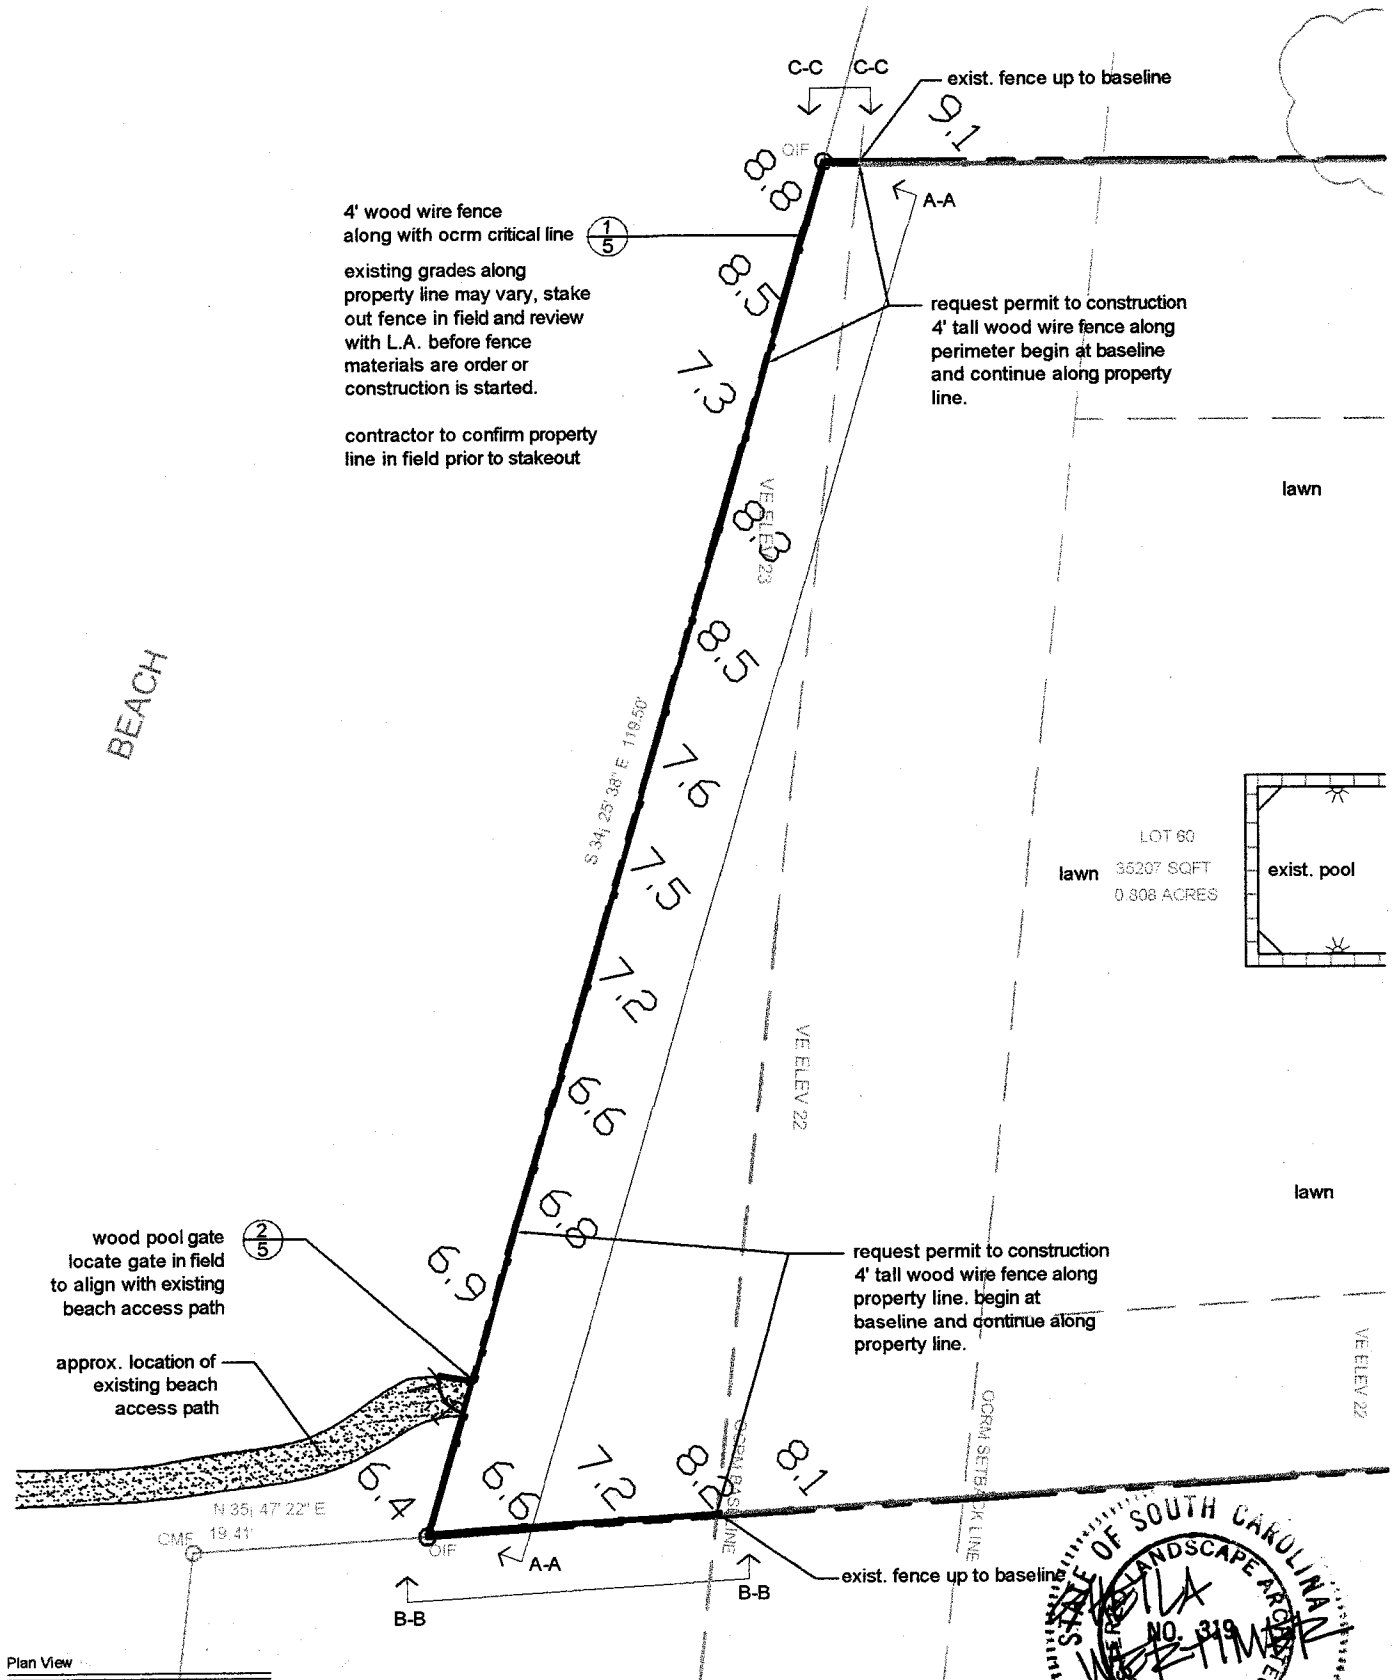 C-C C-C
exist. fence up to baseline
9.1
OIF
8.8
A-A
4' wood wire fence
along with ocrm critical line
1
5
existing grades along
property line may vary, stake
out fence in field and review
with L.A. before fence
materials are order or
construction is started.
contractor to confirm property
line in field prior to stakeout
8.5
request permit to construction
4' tall wood wire fence along
perimeter begin at baseline
and continue along property
line.
7.3
lawn
VE ELEV 23
8.3
8.5
BEACH
S 34¡ 25' 38" E 119.50'
7.6
7.5
LOT 60
35207 SQFT
0.808 ACRES
lawn
exist. pool
7.2
VE ELEV 22
6.6
lawn
6.8
wood pool gate
locate gate in field
to align with existing
beach access path
2
5
6.9
request permit to construction
4' tall wood wire fence along
property line. begin at
baseline and continue along
property line.
approx. location of
existing beach
access path
VE ELEV 22
OCRM SETBACK LINE
OCRM BASELINE
6.4
6.6
7.2
8.2
8.1
N 35¡ 47' 22" E
19.41'
CMF
OIF
A-A
exist. fence up to baseline
B-B
B-B
STATE OF SOUTH CAROLINA
LANDSCAPE
NO. 319
Plan View